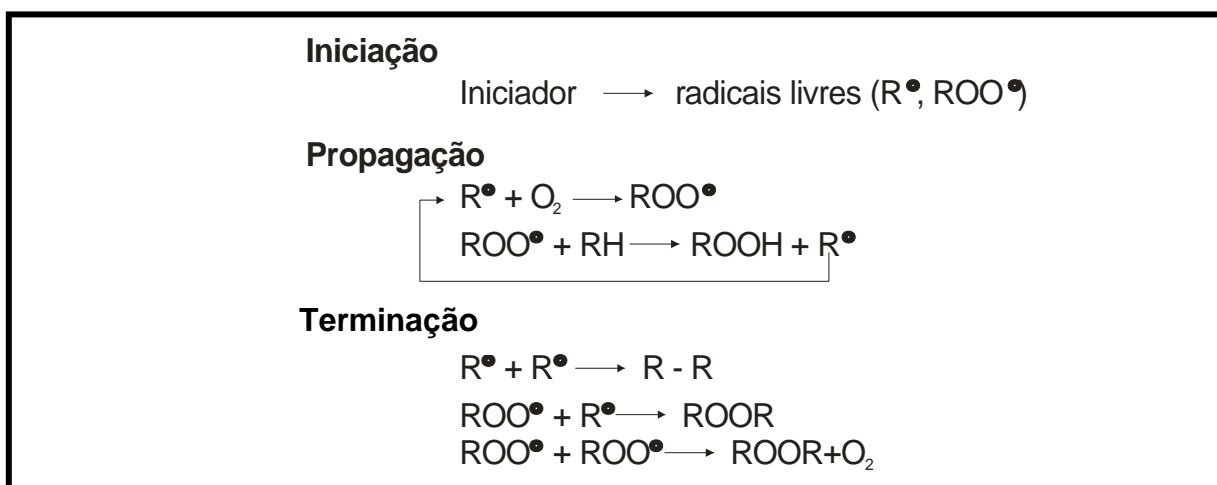 Iniciação
Iniciador → radicais livres (R•, ROO•)
Propagação
R• + O₂ → ROO•
ROO• + RH → ROOH + R•
Terminação
R• + R• → R - R
ROO• + R• → ROOR
ROO• + ROO• → ROOR+O₂